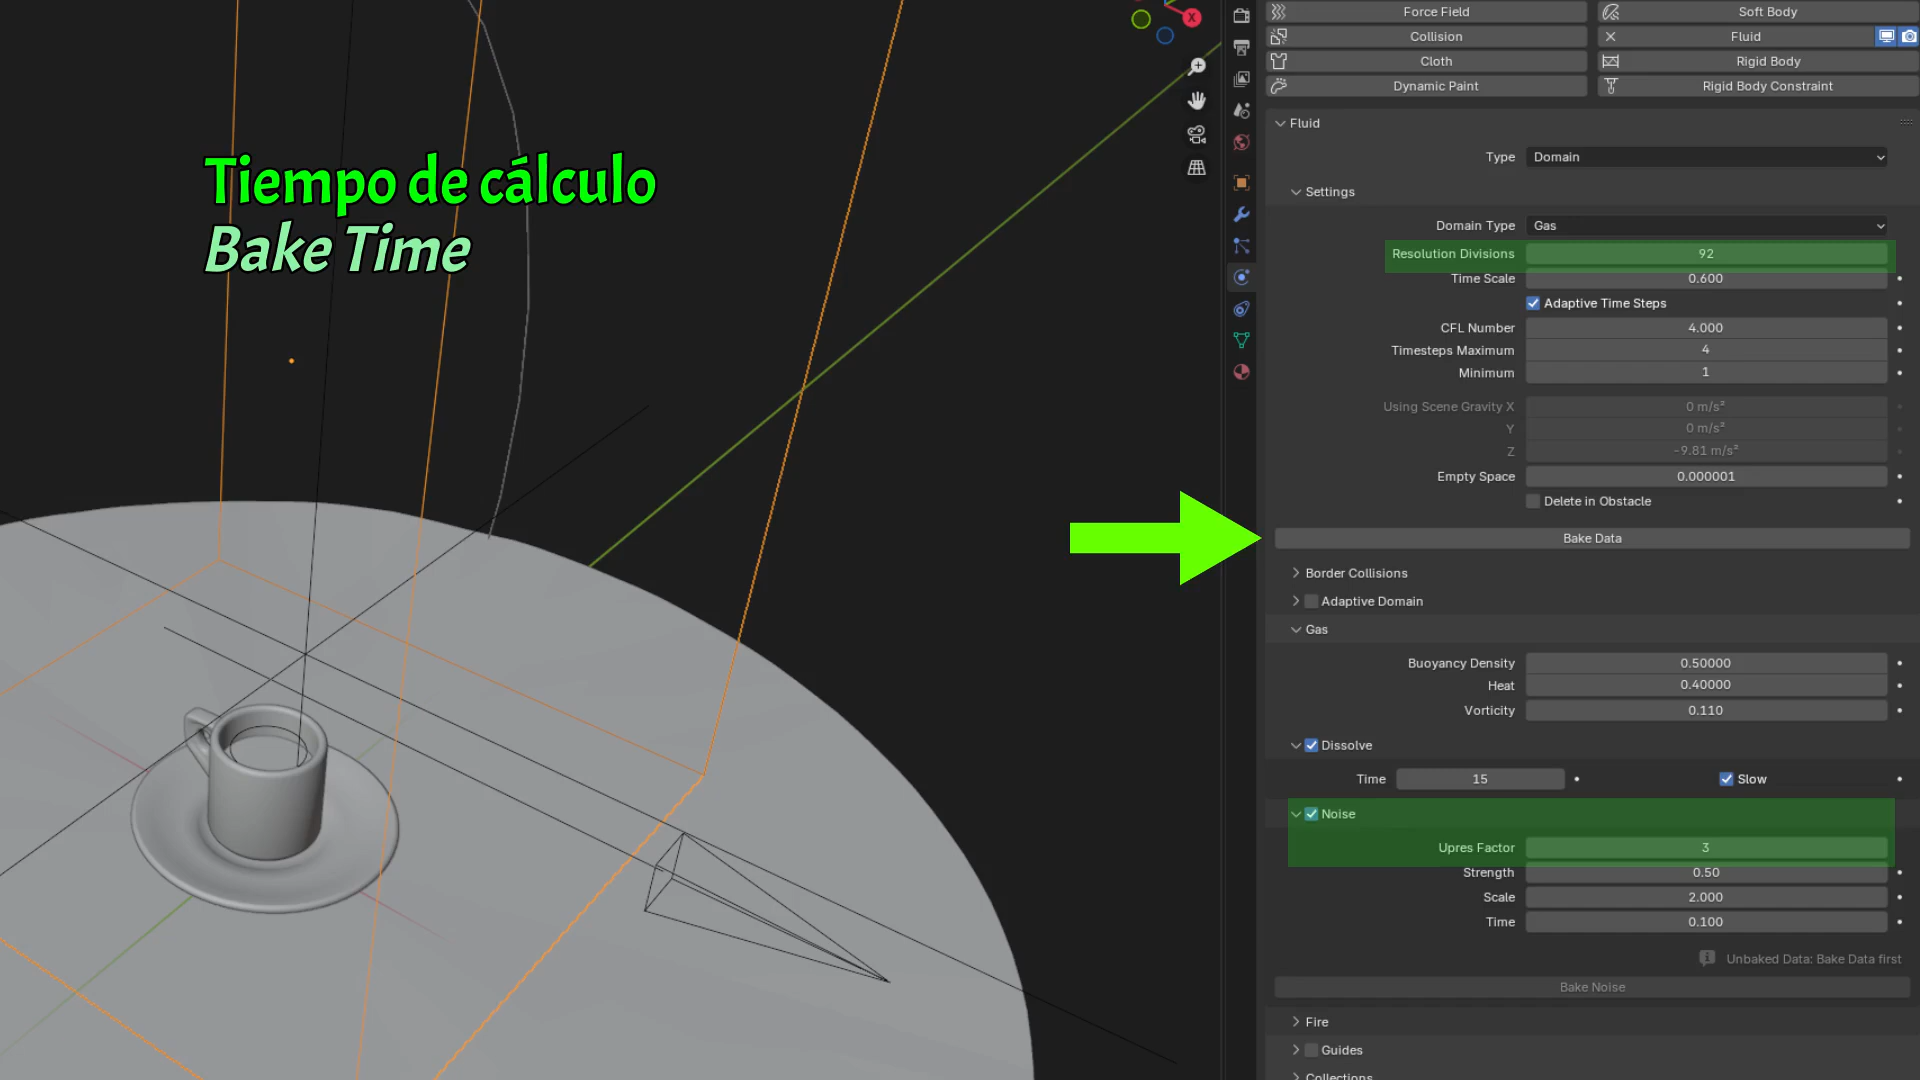 Force Field
Soft Body
Collision
Fluid
Cloth
Rigid Body
Dynamic Paint
Rigid Body Constraint
X
Tiempo de cálculo
Bake Time
Fluid
Type Domain
Settings
Domain Type Gas
Resolution Divisions 92
Time Scale 0.600
Adaptive Time Steps
CFL Number 4.000
Timesteps Maximum 4
Minimum 1
Using Scene Gravity X 0 m/s²
Y 0 m/s²
Z -9.81 m/s²
Empty Space 0.000001
Delete in Obstacle
Bake Data
Border Collisions
Adaptive Domain
Gas
Buoyancy Density 0.50000
Heat 0.40000
Vorticity 0.110
Dissolve
Time 15 Slow
Noise
Upres Factor 3
Strength 0.50
Scale 2.000
Time 0.100
Unbaked Data: Bake Data first
Bake Noise
Fire
Guides
Collections